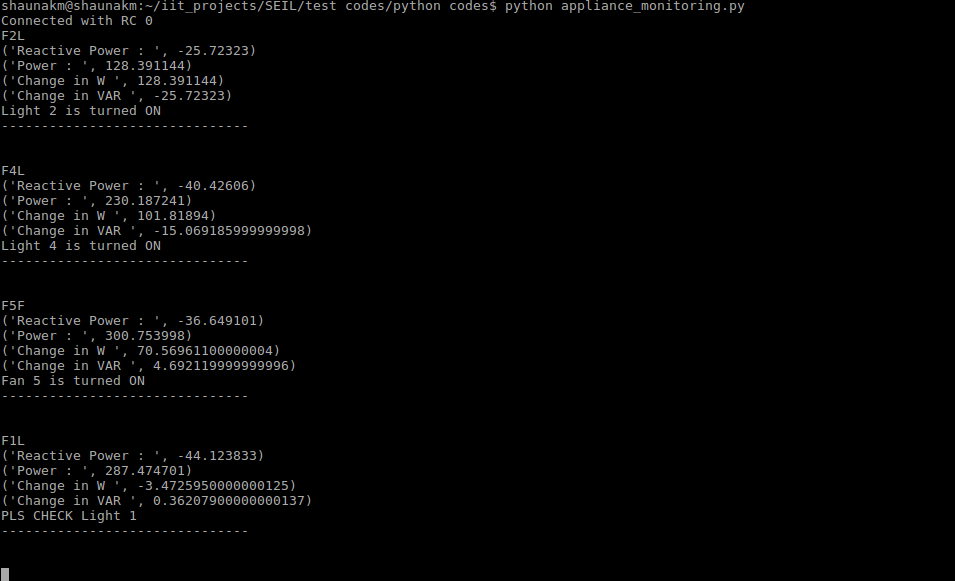 shaunakm@shaunakm:~/iit_projects/SEIL/test codes/python codes$ python appliance_monitoring.py
Connected with RC 0
F2L
('Reactive Power : ', -25.72323)
('Power : ', 128.391144)
('Change in W ', 128.391144)
('Change in VAR ', -25.72323)
Light 2 is turned ON
-------------------------------
F4L
('Reactive Power : ', -40.42606)
('Power : ', 230.187241)
('Change in W ', 101.81894)
('Change in VAR ', -15.069185999999998)
Light 4 is turned ON
-------------------------------
F5F
('Reactive Power : ', -36.649101)
('Power : ', 300.753998)
('Change in W ', 70.56961100000004)
('Change in VAR ', 4.692119999999996)
Fan 5 is turned ON
-------------------------------
F1L
('Reactive Power : ', -44.123833)
('Power : ', 287.474701)
('Change in W ', -3.4725950000000125)
('Change in VAR ', 0.36207900000000137)
PLS CHECK Light 1
-------------------------------